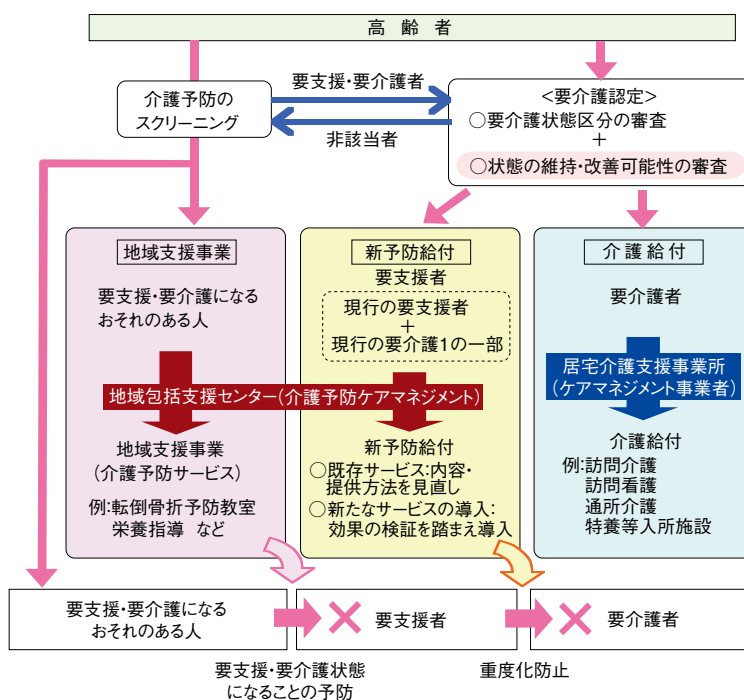 高齢者
介護予防の
スクリーニング
要支援・要介護者
非該当者
<要介護認定>
○要介護状態区分の審査
+
○状態の維持・改善可能性の審査
地域支援事業
要支援・要介護になる
おそれのある人
新予防給付
要支援者
現行の要支援者
+
現行の要介護1の一部
介護給付
要介護者
地域包括支援センター(介護予防ケアマネジメント)
居宅介護支援事業所
(ケアマネジメント事業者)
地域支援事業
(介護予防サービス)
例:転倒骨折予防教室
栄養指導 など
新予防給付
○既存サービス:内容・
提供方法を見直し
○新たなサービスの導入:
効果の検証を踏まえ導入
介護給付
例:訪問介護
訪問看護
通所介護
特養等入所施設
要支援・要介護になる
おそれのある人
要支援者
要介護者
要支援・要介護状態
になることの予防
重度化防止